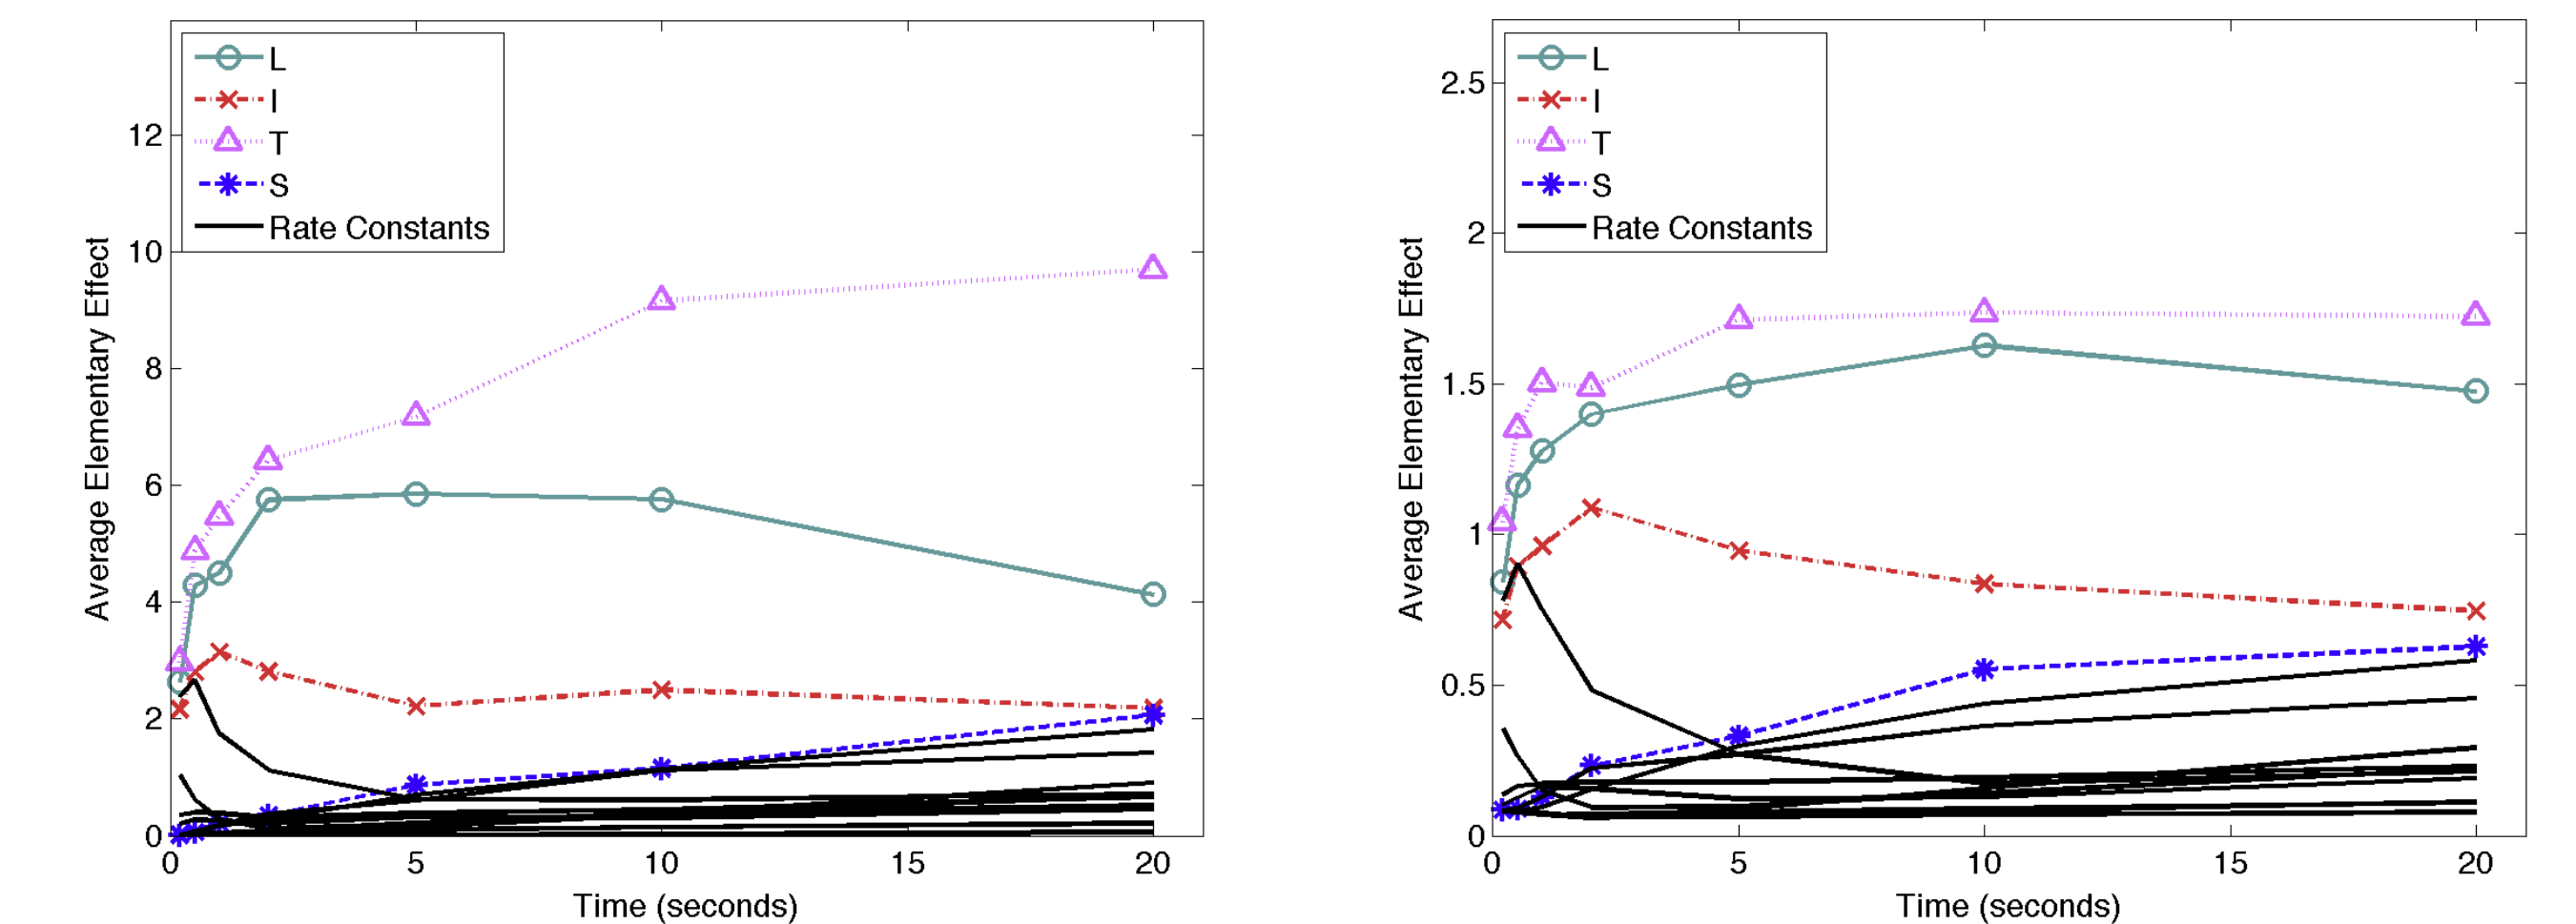 L
I
T
S
Rate Constants
12
10
8
6
4
2
0
0 5 10 15 20
Average Elementary Effect
Time (seconds)
L
I
T
S
Rate Constants
2.5
2
1.5
1
0.5
0
0 5 10 15 20
Average Elementary Effect
Time (seconds)